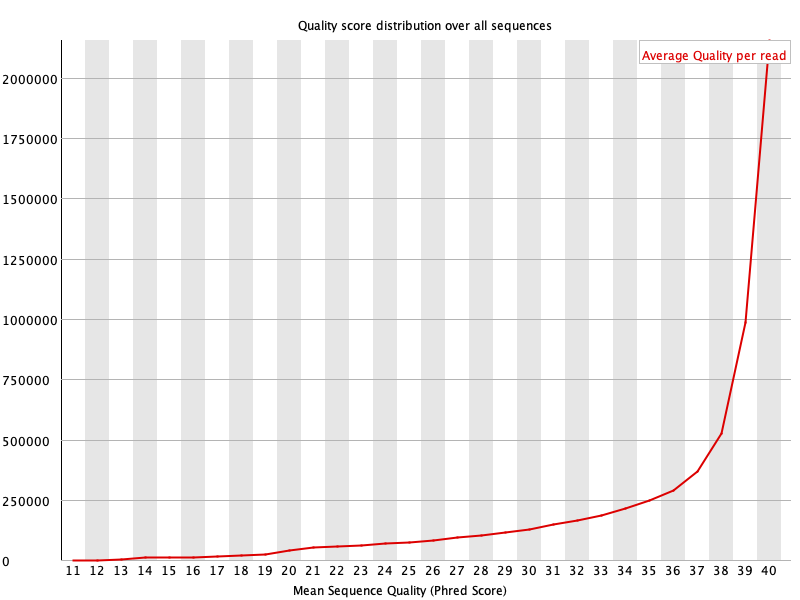 Quality score distribution over all sequences
Average Quality per read
2000000
1750000
1500000
1250000
1000000
750000
500000
250000
0
11 12 13 14 15 16 17 18 19 20 21 22 23 24 25 26 27 28 29 30 31 32 33 34 35 36 37 38 39 40
Mean Sequence Quality (Phred Score)